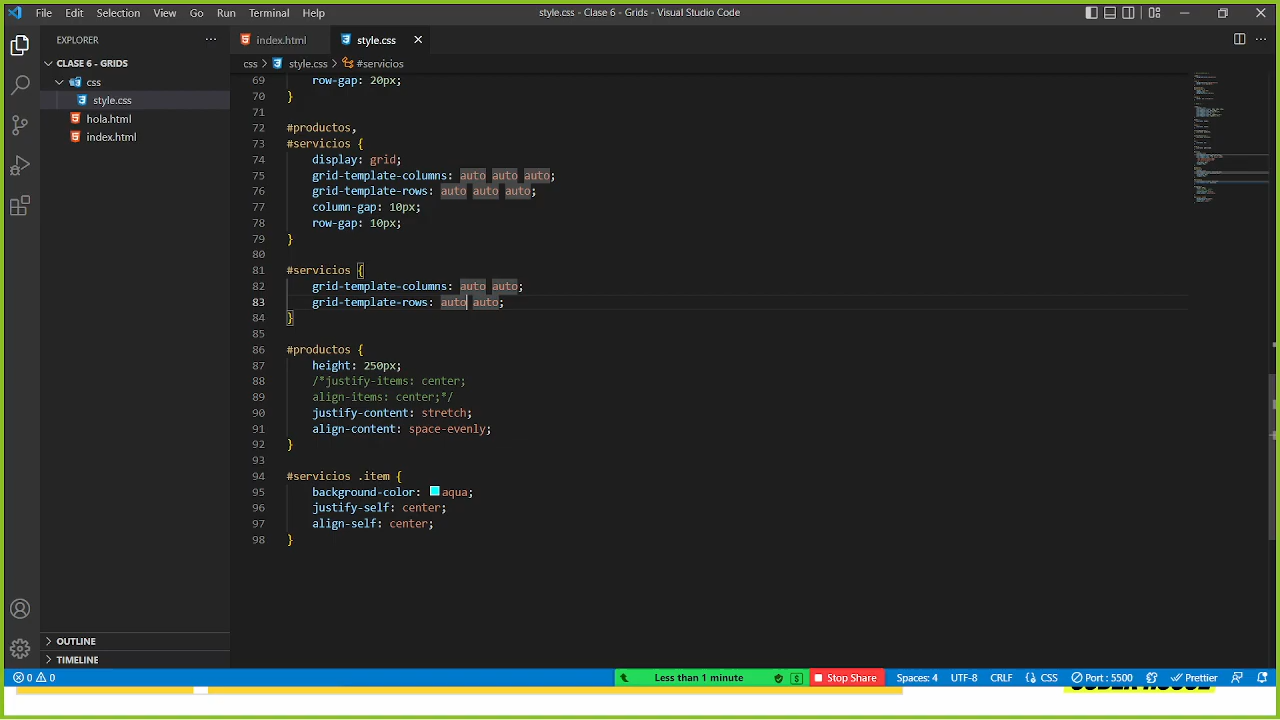 File Edit Selection View Go Run Terminal Help style.css - Clase 6 - Grids - Visual Studio Code
EXPLORER
CLASE 6 - GRIDS
css
style.css
hola.html
index.html
OUTLINE
TIMELINE
index.html style.css
css style.css #servicios
69 row-gap: 20px;
70 }
71
72 #productos,
73 #servicios {
74 display: grid;
75 grid-template-columns: auto auto auto;
76 grid-template-rows: auto auto auto;
77 column-gap: 10px;
78 row-gap: 10px;
79 }
80
81 #servicios {
82 grid-template-columns: auto auto;
83 grid-template-rows: auto auto;
84 }
85
86 #productos {
87 height: 250px;
88 /*justify-items: center;
89 align-items: center;*/
90 justify-content: stretch;
91 align-content: space-evenly;
92 }
93
94 #servicios .item {
95 background-color: aqua;
96 justify-self: center;
97 align-self: center;
98 }
0 0 Less than 1 minute $ Stop Share Spaces: 4 UTF-8 CRLF {} CSS Port : 5500 Prettier